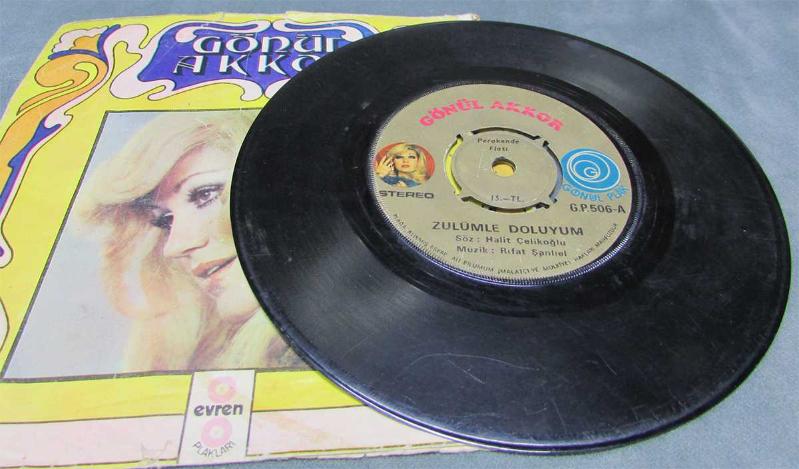 GÖNÜL
AKKO
evren
PLAKLARI
GÖNÜL AKKOR
Perakende
Fiatı
15.—TL.
STEREO
GÖNÜL PLAK
G.P.506-A
ZULÜMLE DOLUYUM
Söz : Halit Çelikoğlu
Müzik : Rıfat Şanlıel